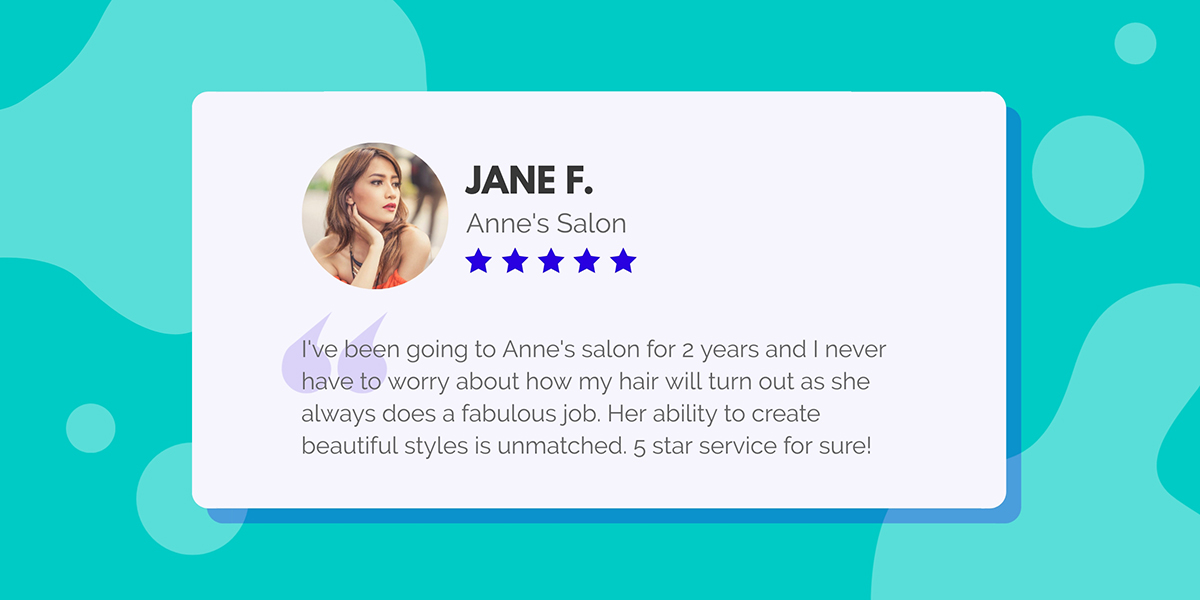 JANE F.
Anne's Salon
I've been going to Anne's salon for 2 years and I never
have to worry about how my hair will turn out as she
always does a fabulous job. Her ability to create
beautiful styles is unmatched. 5 star service for sure!